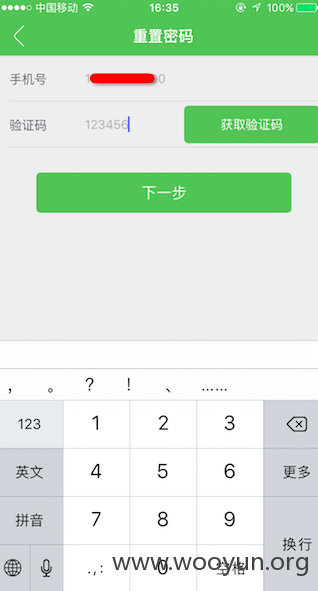 中国移动 16:35 100%
重置密码
手机号 1 0
验证码 123456 获取验证码
下一步
， 。 ？ ！ 、 ……
123 1 2 3
英文 4 5 6 更多
拼音 7 8 9
.,: 0 空格 换行
www.wooyun.org